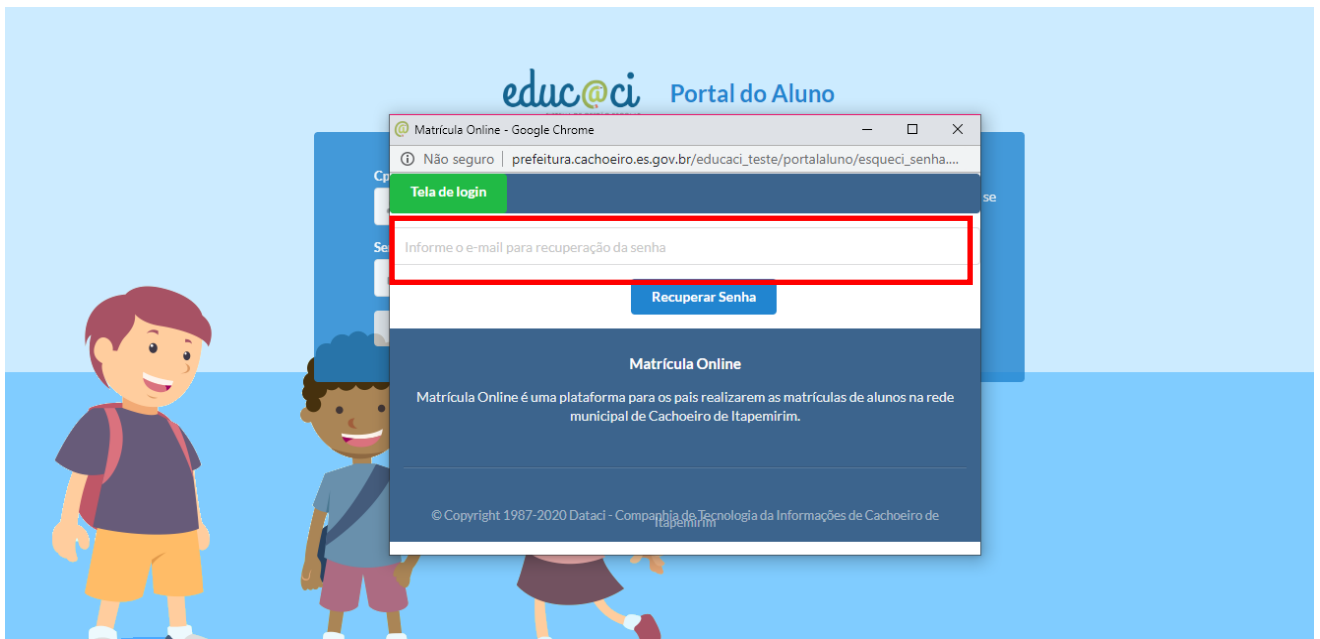 educ@ci Portal do Aluno
Matrícula Online - Google Chrome
Não seguro | prefeitura.cachoeiro.es.gov.br/educaci_teste/portalaluno/esqueci_senha....
Tela de login
se
Informe o e-mail para recuperação da senha
Recuperar Senha
Matrícula Online
Matrícula Online é uma plataforma para os pais realizarem as matrículas de alunos na rede
municipal de Cachoeiro de Itapemirim.
© Copyright 1987-2020 Dataci - Companhia de Tecnologia da Informações de Cachoeiro de
Itapemirim